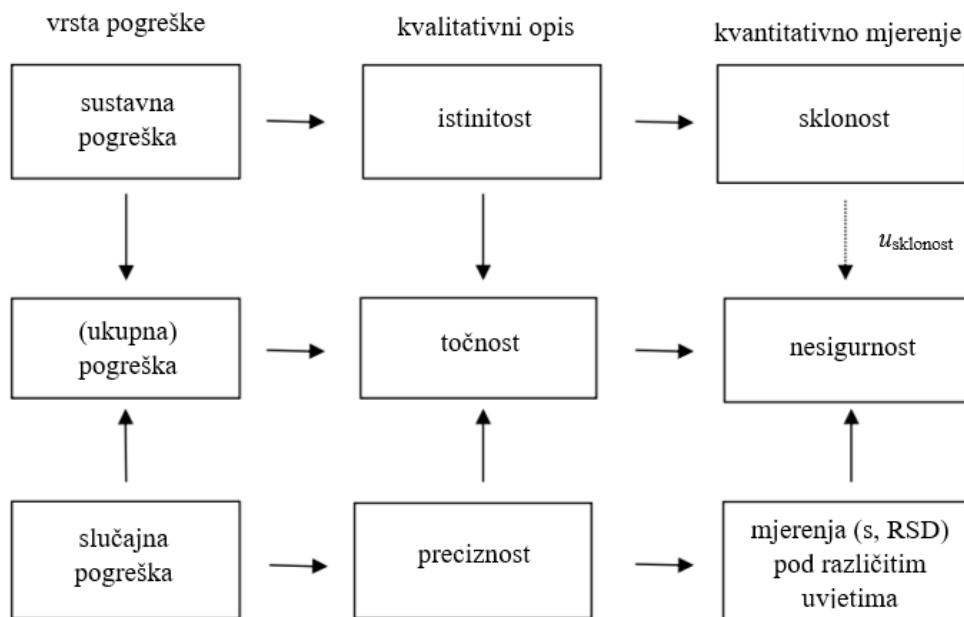 vrsta pogreške
kvalitativni opis
kvantitativno mjerenje
sustavna
pogreška
istinitost
sklonost
usklonost
(ukupna)
pogreška
točnost
nesigurnost
slučajna
pogreška
preciznost
mjerenja (s, RSD)
pod različitim
uvjetima